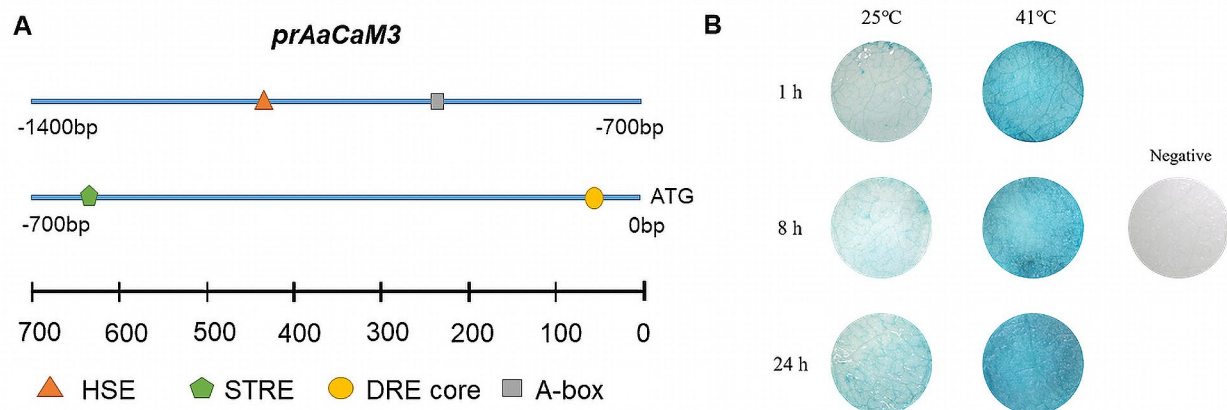 A
prAaCaM3
-1400bp
-700bp
-700bp
ATG
0bp
700 600 500 400 300 200 100 0
HSE STRE DRE core A-box
B
25°C 41°C
1 h
Negative
8 h
24 h